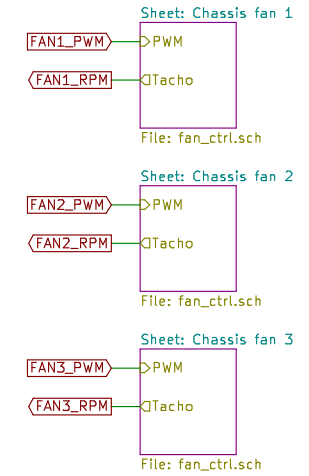 Sheet: Chassis fan 1
FAN1_PWM PWM
FAN1_RPM Tacho
File: fan_ctrl.sch
Sheet: Chassis fan 2
FAN2_PWM PWM
FAN2_RPM Tacho
File: fan_ctrl.sch
Sheet: Chassis fan 3
FAN3_PWM PWM
FAN3_RPM Tacho
File: fan_ctrl.sch